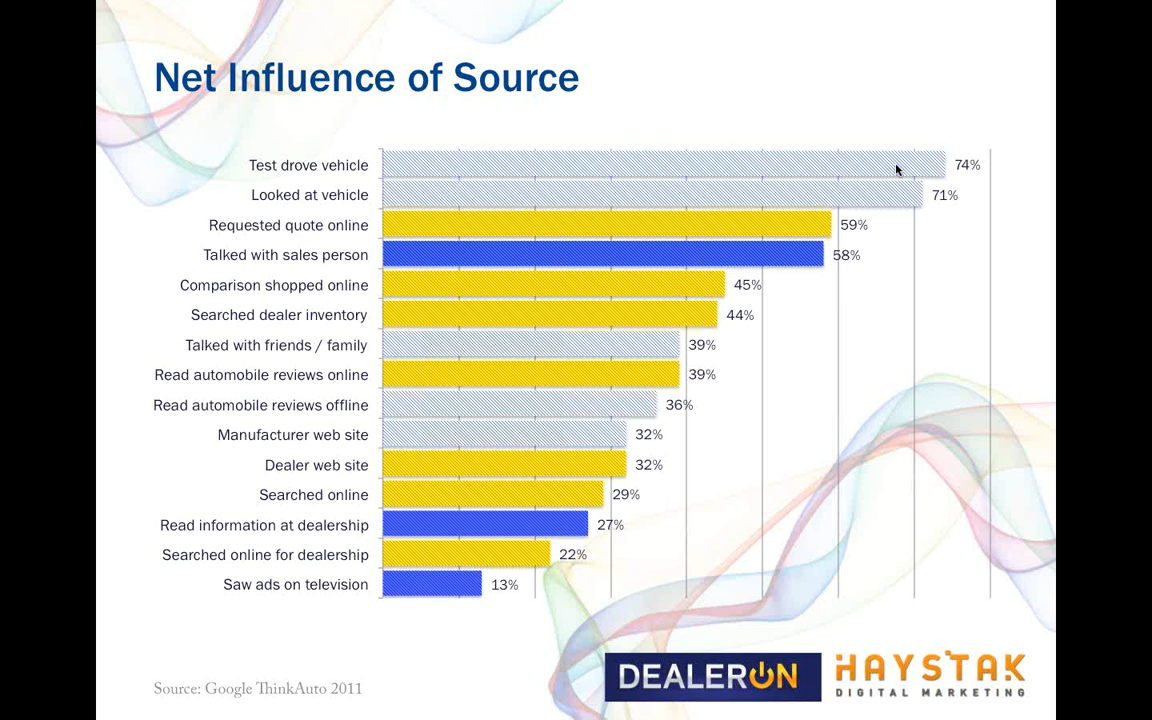 Net Influence of Source
Test drove vehicle 74%
Looked at vehicle 71%
Requested quote online 59%
Talked with sales person 58%
Comparison shopped online 45%
Searched dealer inventory 44%
Talked with friends / family 39%
Read automobile reviews online 39%
Read automobile reviews offline 36%
Manufacturer web site 32%
Dealer web site 32%
Searched online 29%
Read information at dealership 27%
Searched online for dealership 22%
Saw ads on television 13%
Source: Google ThinkAuto 2011
DEALERON
HAYSTAK
DIGITAL MARKETING